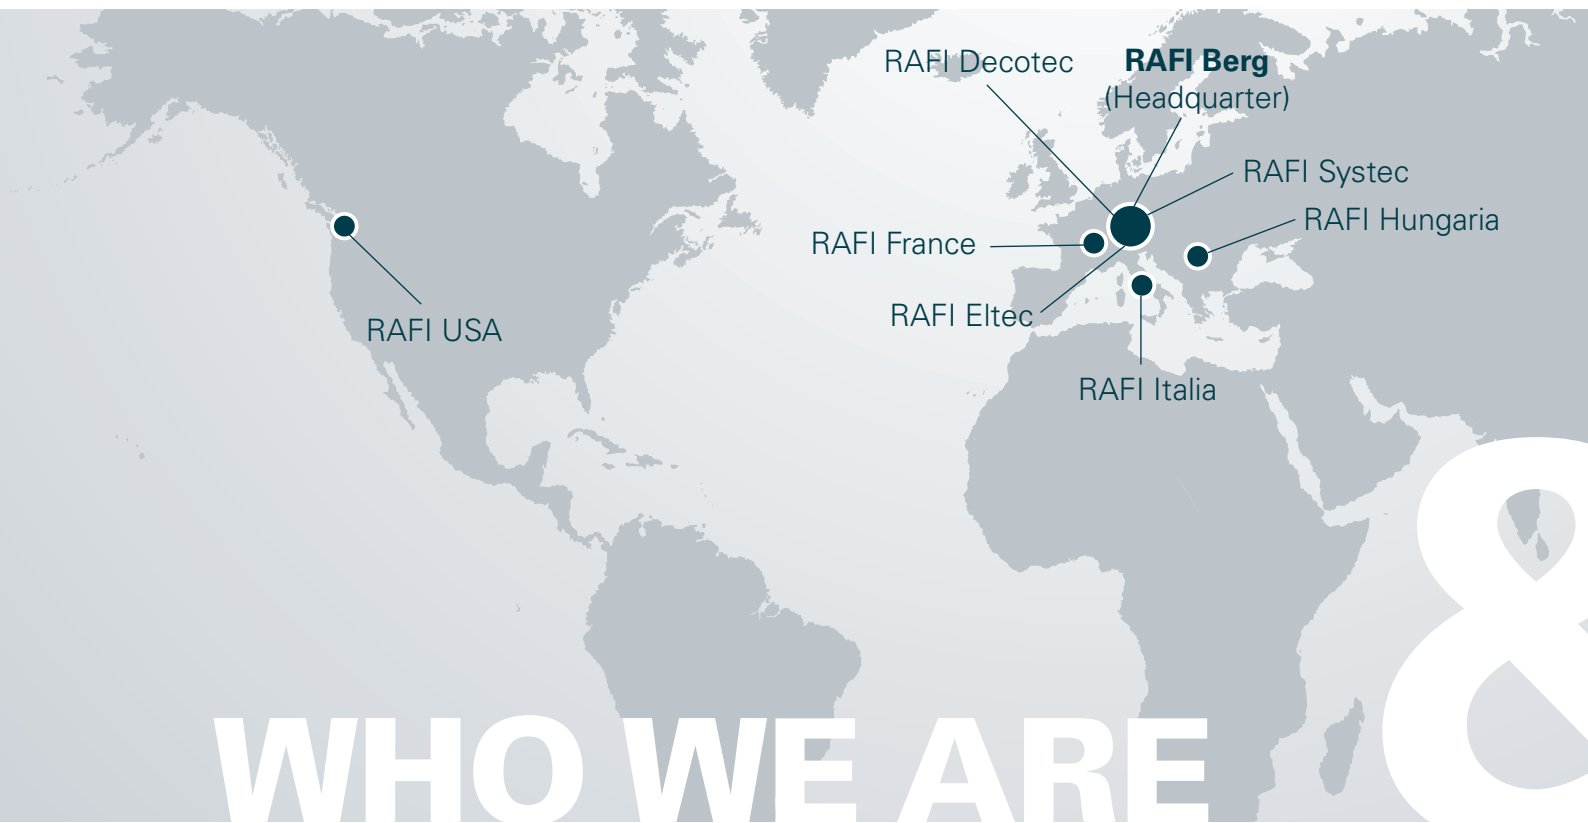 RAFI Decotec
RAFI Berg
(Headquarter)
RAFI Systec
RAFI Hungaria
RAFI France
RAFI Eltec
RAFI USA
RAFI Italia
&
WHO WE ARE